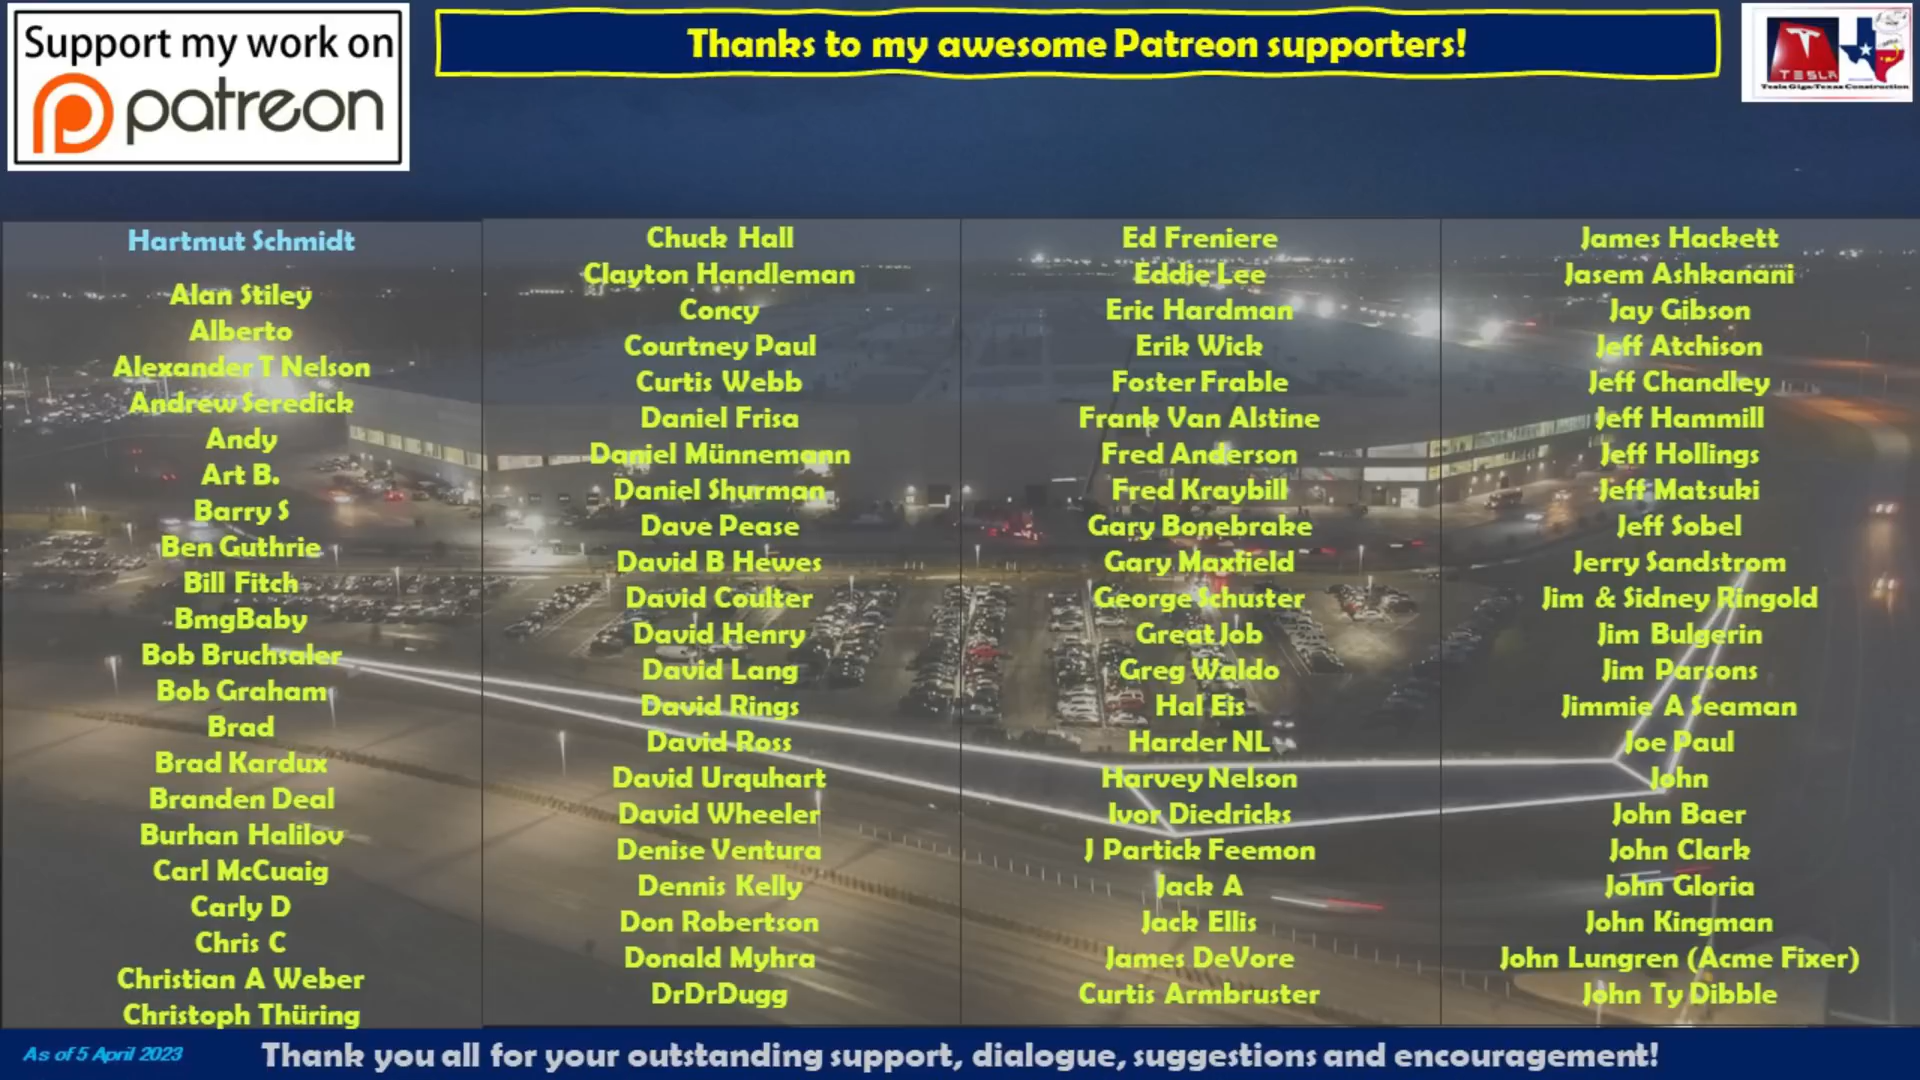 Support my work on
patreon
Thanks to my awesome Patreon supporters!
TESLA
Tesla Giga Texas Construction
Hartmut Schmidt
Alan Stiley
Alberto
Alexander T Nelson
Andrew Seredick
Andy
Art B.
Barry S
Ben Guthrie
Bill Fitch
BmgBaby
Bob Bruchsaler
Bob Graham
Brad
Brad Kardux
Branden Deal
Burhan Halilov
Carl McCuaig
Carly D
Chris C
Christian A Weber
Christoph Thüring
Chuck Hall
Clayton Handleman
Concy
Courtney Paul
Curtis Webb
Daniel Frisa
Daniel Münnemann
Daniel Shurman
Dave Pease
David B Hewes
David Coulter
David Henry
David Lang
David Rings
David Ross
David Urquhart
David Wheeler
Denise Ventura
Dennis Kelly
Don Robertson
Donald Myhra
DrDrDugg
Ed Freniere
Eddie Lee
Eric Hardman
Erik Wick
Foster Frable
Frank Van Alstine
Fred Anderson
Fred Kraybill
Gary Bonebrake
Gary Maxfield
George Schuster
Great Job
Greg Waldo
Hal Eis
Harder NL
Harvey Nelson
Ivor Diedricks
J Partick Feemon
Jack A
Jack Ellis
James DeVore
Curtis Armbruster
James Hackett
Jasem Ashkanani
Jay Gibson
Jeff Atchison
Jeff Chandley
Jeff Hammill
Jeff Hollings
Jeff Matsuki
Jeff Sobel
Jerry Sandstrom
Jim & Sidney Ringold
Jim Bulgerin
Jim Parsons
Jimmie A Seaman
Joe Paul
John
John Baer
John Clark
John Gloria
John Kingman
John Lungren (Acme Fixer)
John Ty Dibble
As of 5 April 2023
Thank you all for your outstanding support, dialogue, suggestions and encouragement!